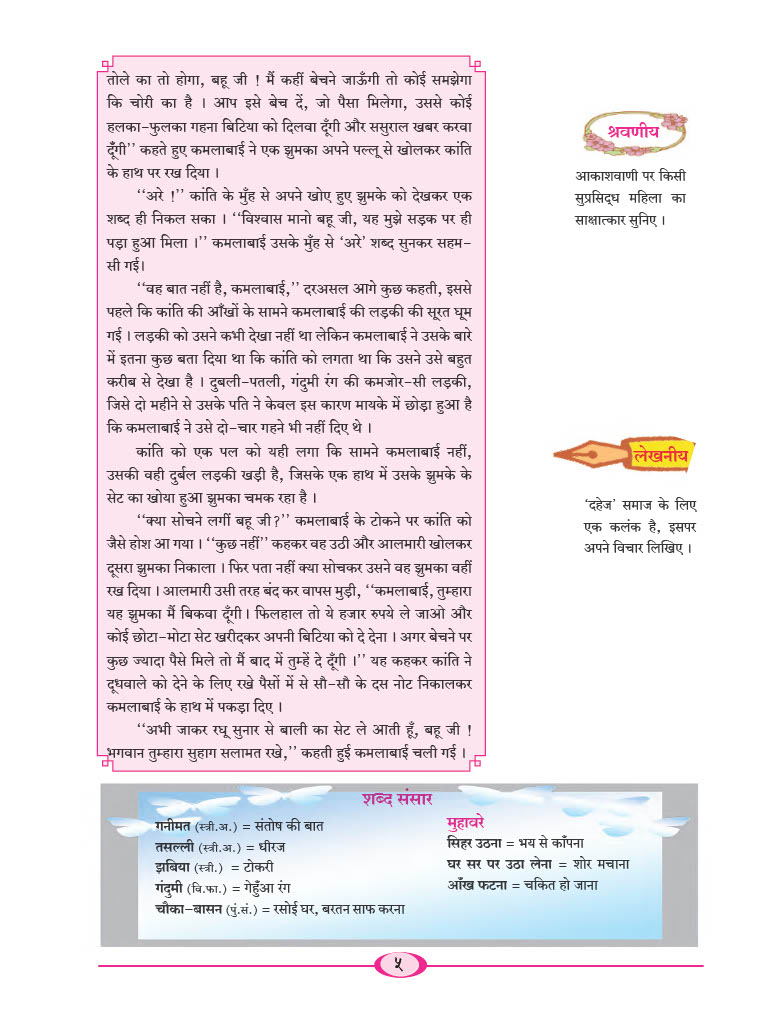 तोले का तो होगा, बहू जी ! मैं कहीं बेचने जाऊँगी तो कोई समझेगा
कि चोरी का है । आप इसे बेच दें, जो पैसा मिलेगा, उससे कोई
हलका-फुलका गहना बिटिया को दिलवा दूँगी और ससुराल खबर करवा
दूँगी’’ कहते हुए कमलाबाई ने एक झुमका अपने पल्लू से खोलकर कांति
के हाथ पर रख दिया ।
‘‘अरे !’’ कांति के मुँह से अपने खोए हुए झुमके को देखकर एक
शब्द ही निकल सका । ‘‘विश्वास मानो बहू जी, यह मुझे सड़क पर ही
पड़ा हुआ मिला ।’’ कमलाबाई उसके मुँह से ‘अरे’ शब्द सुनकर सहम-
सी गई।
‘‘वह बात नहीं है, कमलाबाई,’’ दरअसल आगे कुछ कहती, इससे
पहले कि कांति की आँखों के सामने कमलाबाई की लड़की की सूरत घूम
गई । लड़की को उसने कभी देखा नहीं था लेकिन कमलाबाई ने उसके बारे
में इतना कुछ बता दिया था कि कांति को लगता था कि उसने उसे बहुत
करीब से देखा है । दुबली-पतली, गंदुमी रंग की कमजोर-सी लड़की,
जिसे दो महीने से उसके पति ने केवल इस कारण मायके में छोड़ा हुआ है
कि कमलाबाई ने उसे दो-चार गहने भी नहीं दिए थे ।
कांति को एक पल को यही लगा कि सामने कमलाबाई नहीं,
उसकी वही दुर्बल लड़की खड़ी है, जिसके एक हाथ में उसके झुमके के
सेट का खोया हुआ झुमका चमक रहा है ।
‘‘क्या सोचने लगीं बहू जी?’’ कमलाबाई के टोकने पर कांति को
जैसे होश आ गया । ‘‘कुछ नहीं’’ कहकर वह उठी और आलमारी खोलकर
दूसरा झुमका निकाला । फिर पता नहीं क्या सोचकर उसने वह झुमका वहीं
रख दिया । आलमारी उसी तरह बंद कर वापस मुड़ी, ‘‘कमलाबाई, तुम्हारा
यह झुमका मैं बिकवा दूँगी । फिलहाल तो ये हजार रुपये ले जाओ और
कोई छोटा-मोटा सेट खरीदकर अपनी बिटिया को दे देना । अगर बेचने पर
कुछ ज्यादा पैसे मिले तो मैं बाद में तुम्हें दे दूँगी ।’’ यह कहकर कांति ने
दूधवाले को देने के लिए रखे पैसों में से सौ-सौ के दस नोट निकालकर
कमलाबाई के हाथ में पकड़ा दिए ।
‘‘अभी जाकर रघू सुनार से बाली का सेट ले आती हूँ, बहू जी !
भगवान तुम्हारा सुहाग सलामत रखे,’’ कहती हुई कमलाबाई चली गई ।
श्रवणीय
आकाशवाणी पर किसी
सुप्रसिद्ध महिला का
साक्षात्कार सुनिए ।
लेखनीय
‘दहेज’ समाज के लिए
एक कलंक है, इसपर
अपने विचार लिखिए ।
शब्द संसार
गनीमत (स्त्री.अ.) = संतोष की बात
तसल्ली (स्त्री.अ.) = धीरज
झबिया (स्त्री.) = टोकरी
गंदुमी (वि.फा.) = गेहुँआ रंग
चौका-बासन (पुं.सं.) = रसोई घर, बरतन साफ करना
मुहावरे
सिहर उठना = भय से काँपना
घर सर पर उठा लेना = शोर मचाना
आँख फटना = चकित हो जाना
५